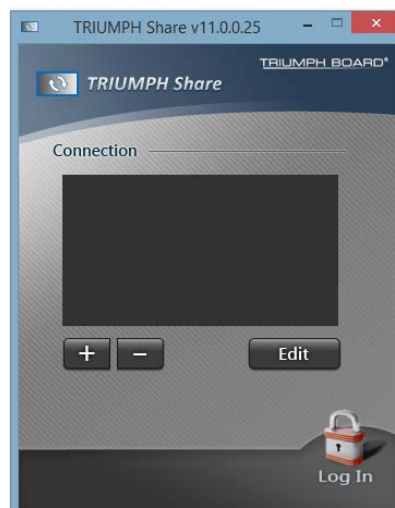 TRIUMPH Share v11.0.0.25
TRIUMPH BOARD®
TRIUMPH Share
Connection
+ −
Edit
Log In